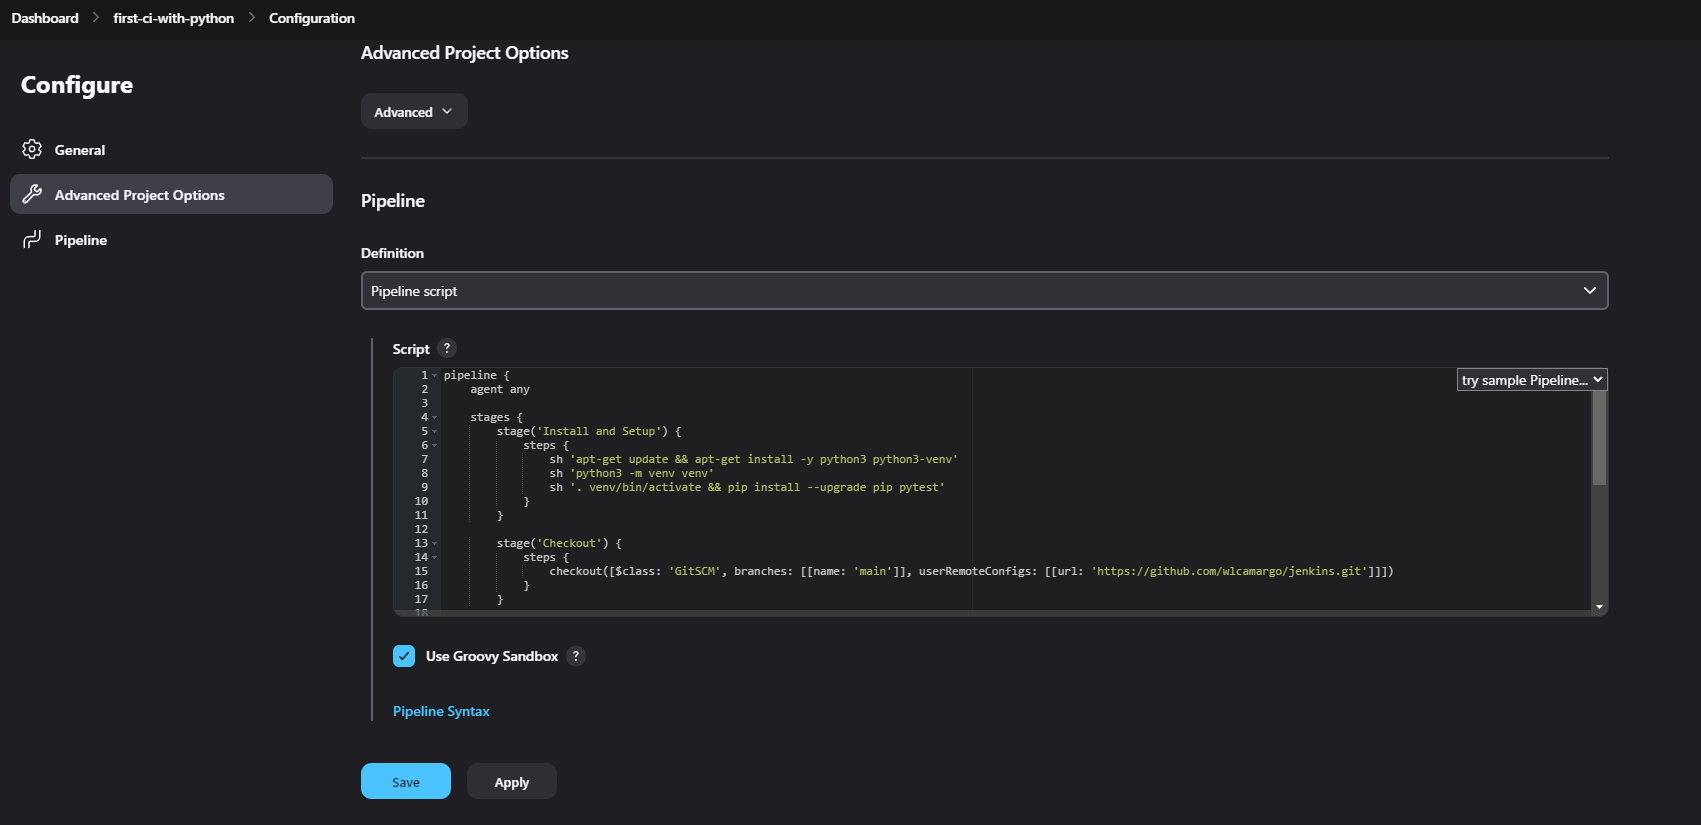 Dashboard > first-ci-with-python > Configuration
Configure
General
Advanced Project Options
Pipeline
Advanced Project Options
Advanced
Pipeline
Definition
Pipeline script
Script ?
try sample Pipeline...
1 pipeline {
2     agent any
3
4     stages {
5         stage('Install and Setup') {
6             steps {
7                 sh 'apt-get update && apt-get install -y python3 python3-venv'
8                 sh 'python3 -m venv venv'
9                 sh '. venv/bin/activate && pip install --upgrade pip pytest'
10             }
11         }
12
13         stage('Checkout') {
14             steps {
15                 checkout([$class: 'GitSCM', branches: [[name: 'main']], userRemoteConfigs: [[url: 'https://github.com/wlcamargo/jenkins.git']]])
16             }
17         }
18
Use Groovy Sandbox ?
Pipeline Syntax
Save
Apply